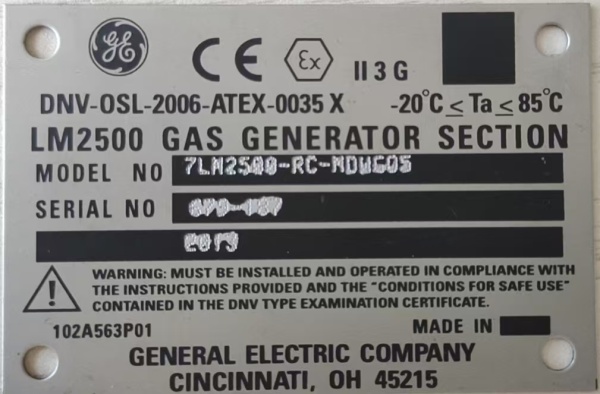 GE
CE Ex II 3 G
DNV-OSL-2006-ATEX-0035 X -20°C ≤ Ta ≤ 85°C
LM2500 GAS GENERATOR SECTION
MODEL NO 7LM2500-RC-MDWG05
SERIAL NO
2019
WARNING: MUST BE INSTALLED AND OPERATED IN COMPLIANCE WITH
THE INSTRUCTIONS PROVIDED AND THE "CONDITIONS FOR SAFE USE"
CONTAINED IN THE DNV TYPE EXAMINATION CERTIFICATE.
102A563P01 MADE IN
GENERAL ELECTRIC COMPANY
CINCINNATI, OH 45215